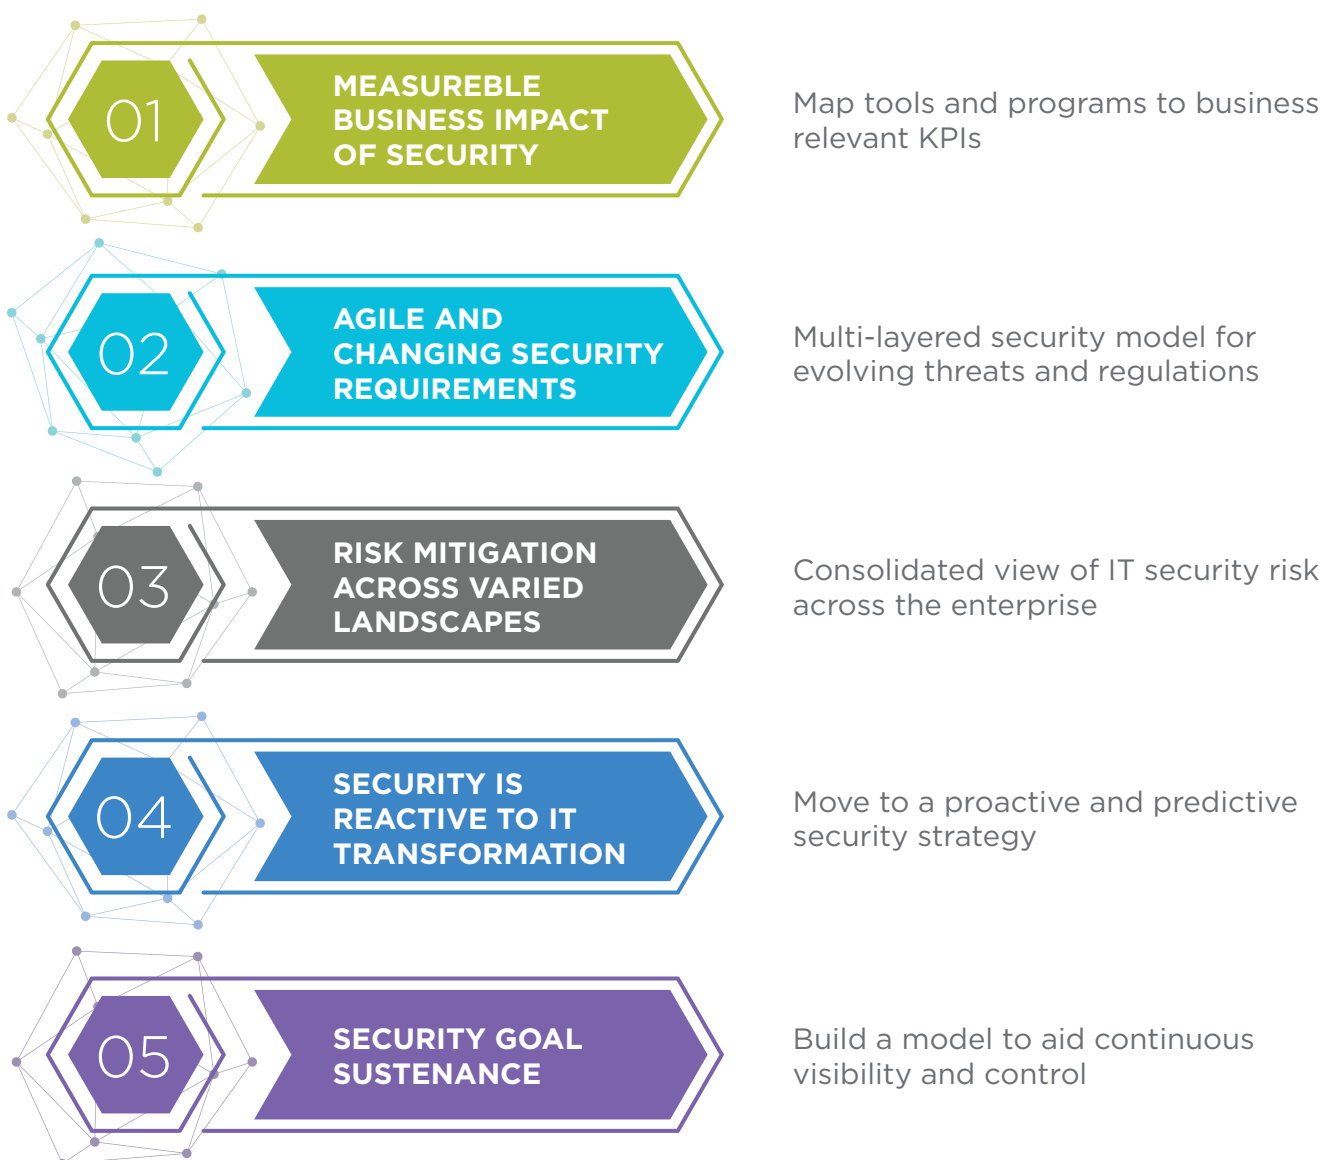 01
MEASUREBLE
BUSINESS IMPACT
OF SECURITY
Map tools and programs to business
relevant KPIs
02
AGILE AND
CHANGING SECURITY
REQUIREMENTS
Multi-layered security model for
evolving threats and regulations
03
RISK MITIGATION
ACROSS VARIED
LANDSCAPES
Consolidated view of IT security risk
across the enterprise
04
SECURITY IS
REACTIVE TO IT
TRANSFORMATION
Move to a proactive and predictive
security strategy
05
SECURITY GOAL
SUSTENANCE
Build a model to aid continuous
visibility and control